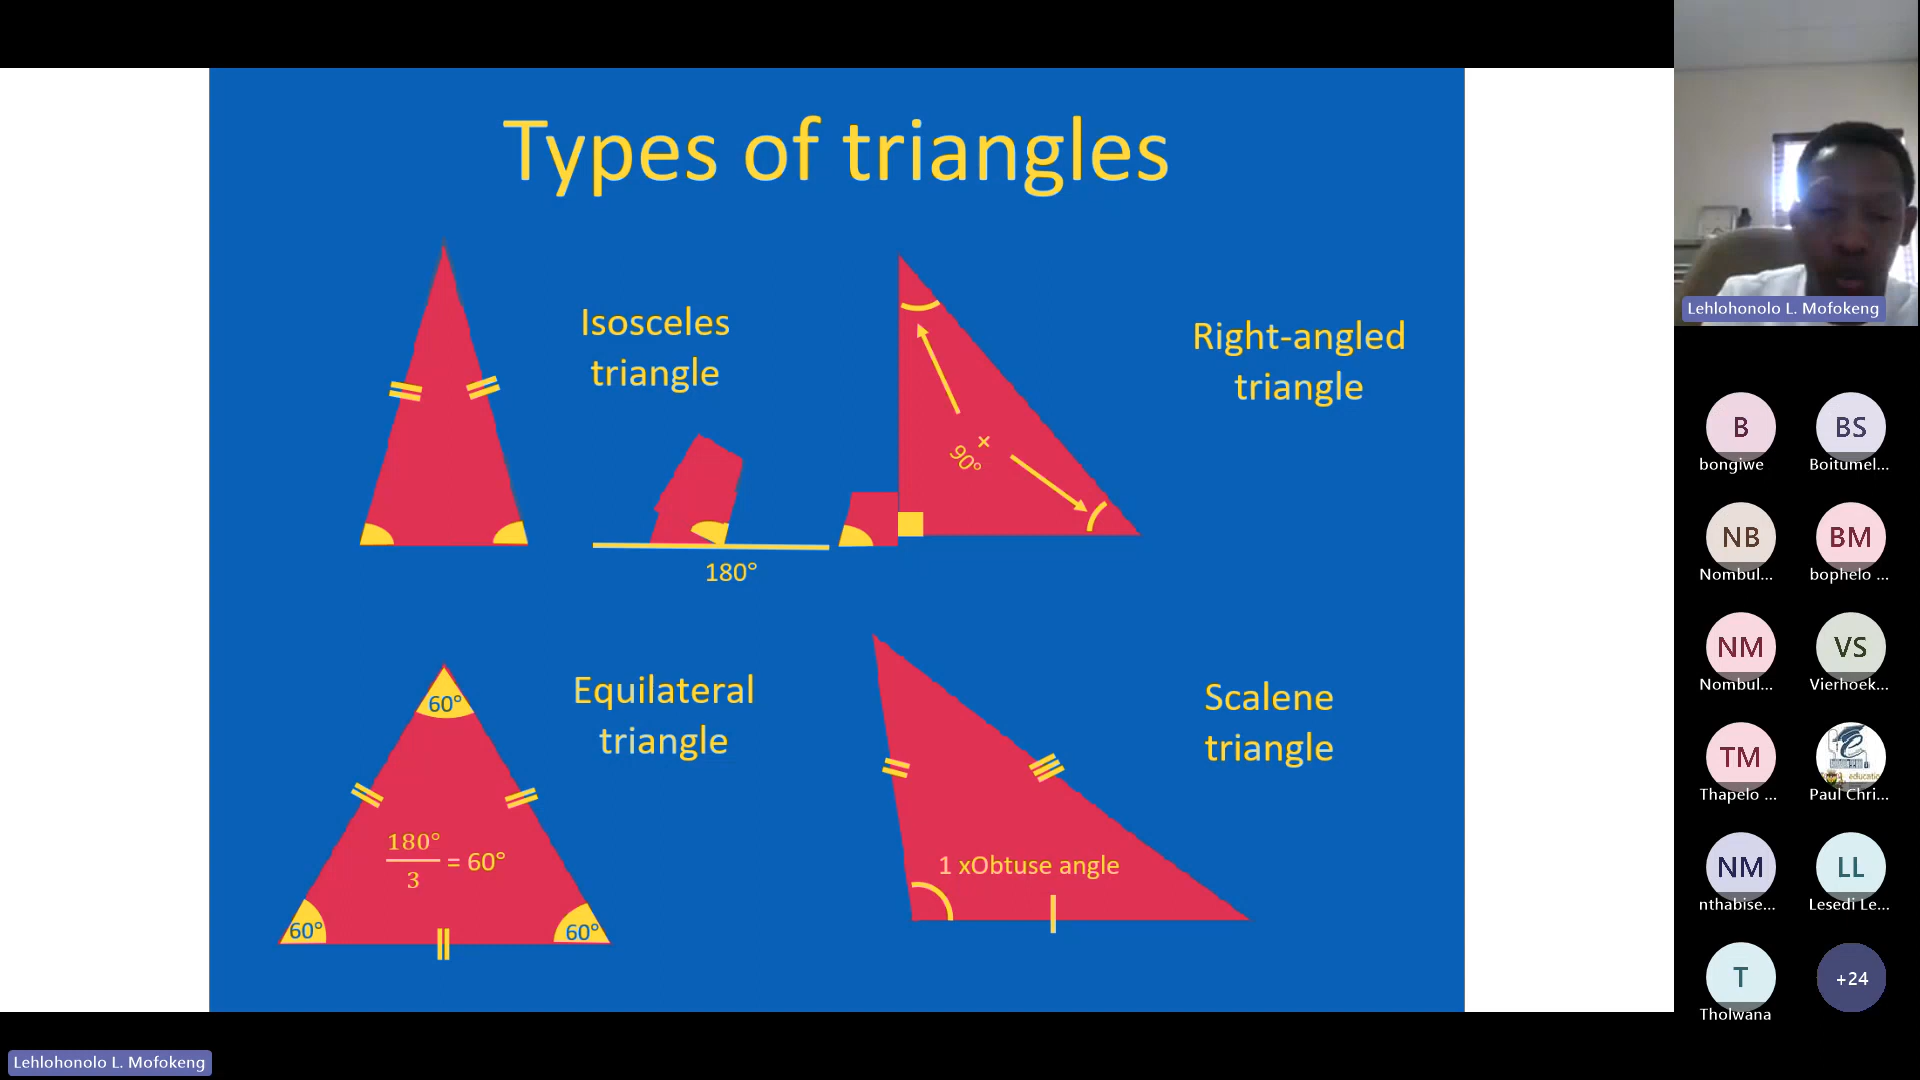 Types of triangles
Isosceles
triangle
Right-angled
triangle
+
90°
180°
Equilateral
triangle
60°
180°
3
= 60°
60°
60°
Scalene
triangle
1 xObtuse angle
Lehlohonolo L. Mofokeng
B
bongiwe
BS
Boitumel...
NB
Nombul...
BM
bophelo ...
NM
Nombul...
VS
Vierhoek...
TM
Thapelo ...
Paul Chri...
NM
nthabise...
LL
Lesedi Le...
T
Tholwana
+24
Lehlohonolo L. Mofokeng